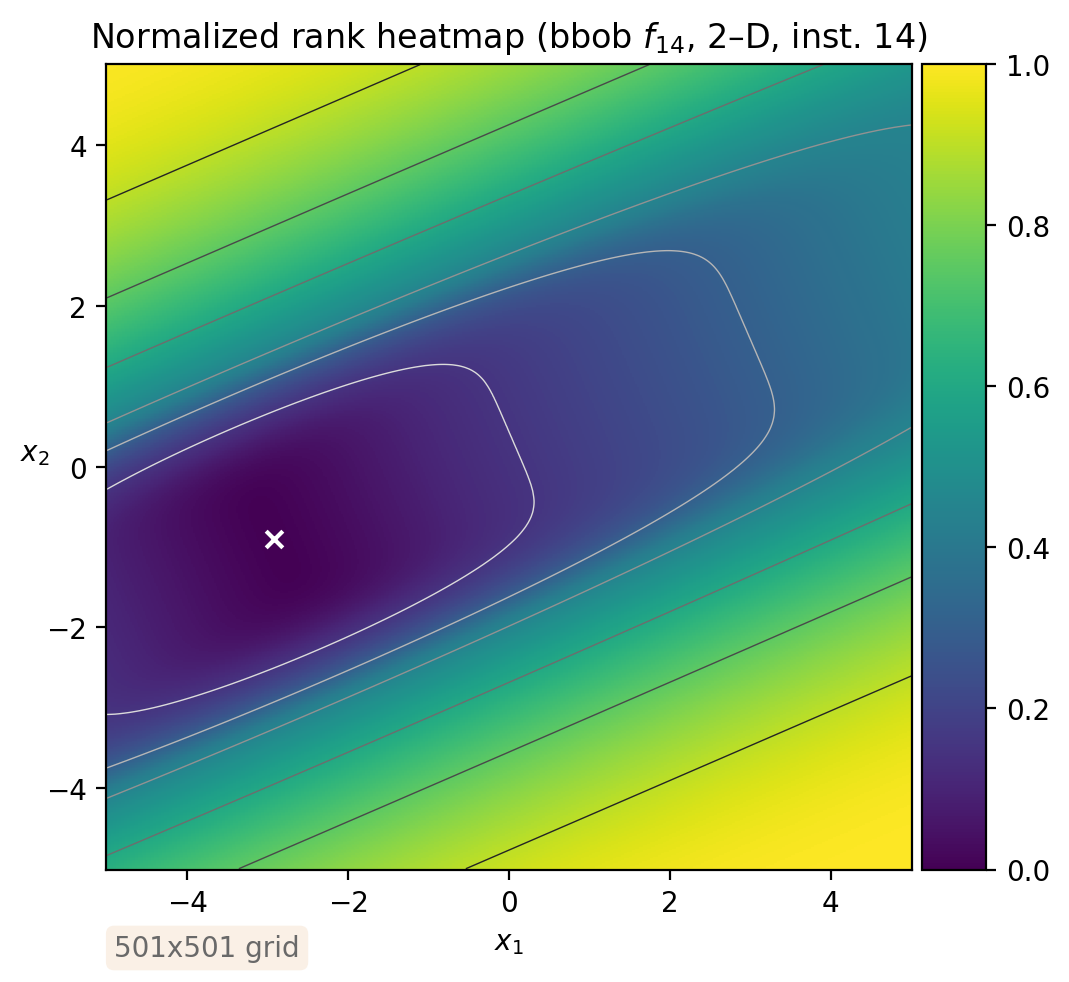 Normalized rank heatmap (bbob f14, 2–D, inst. 14)
1.0
4
0.8
2
0.6
x2
0
0.4
−2
0.2
−4
0.0
−4 −2 0 2 4
x1
501x501 grid